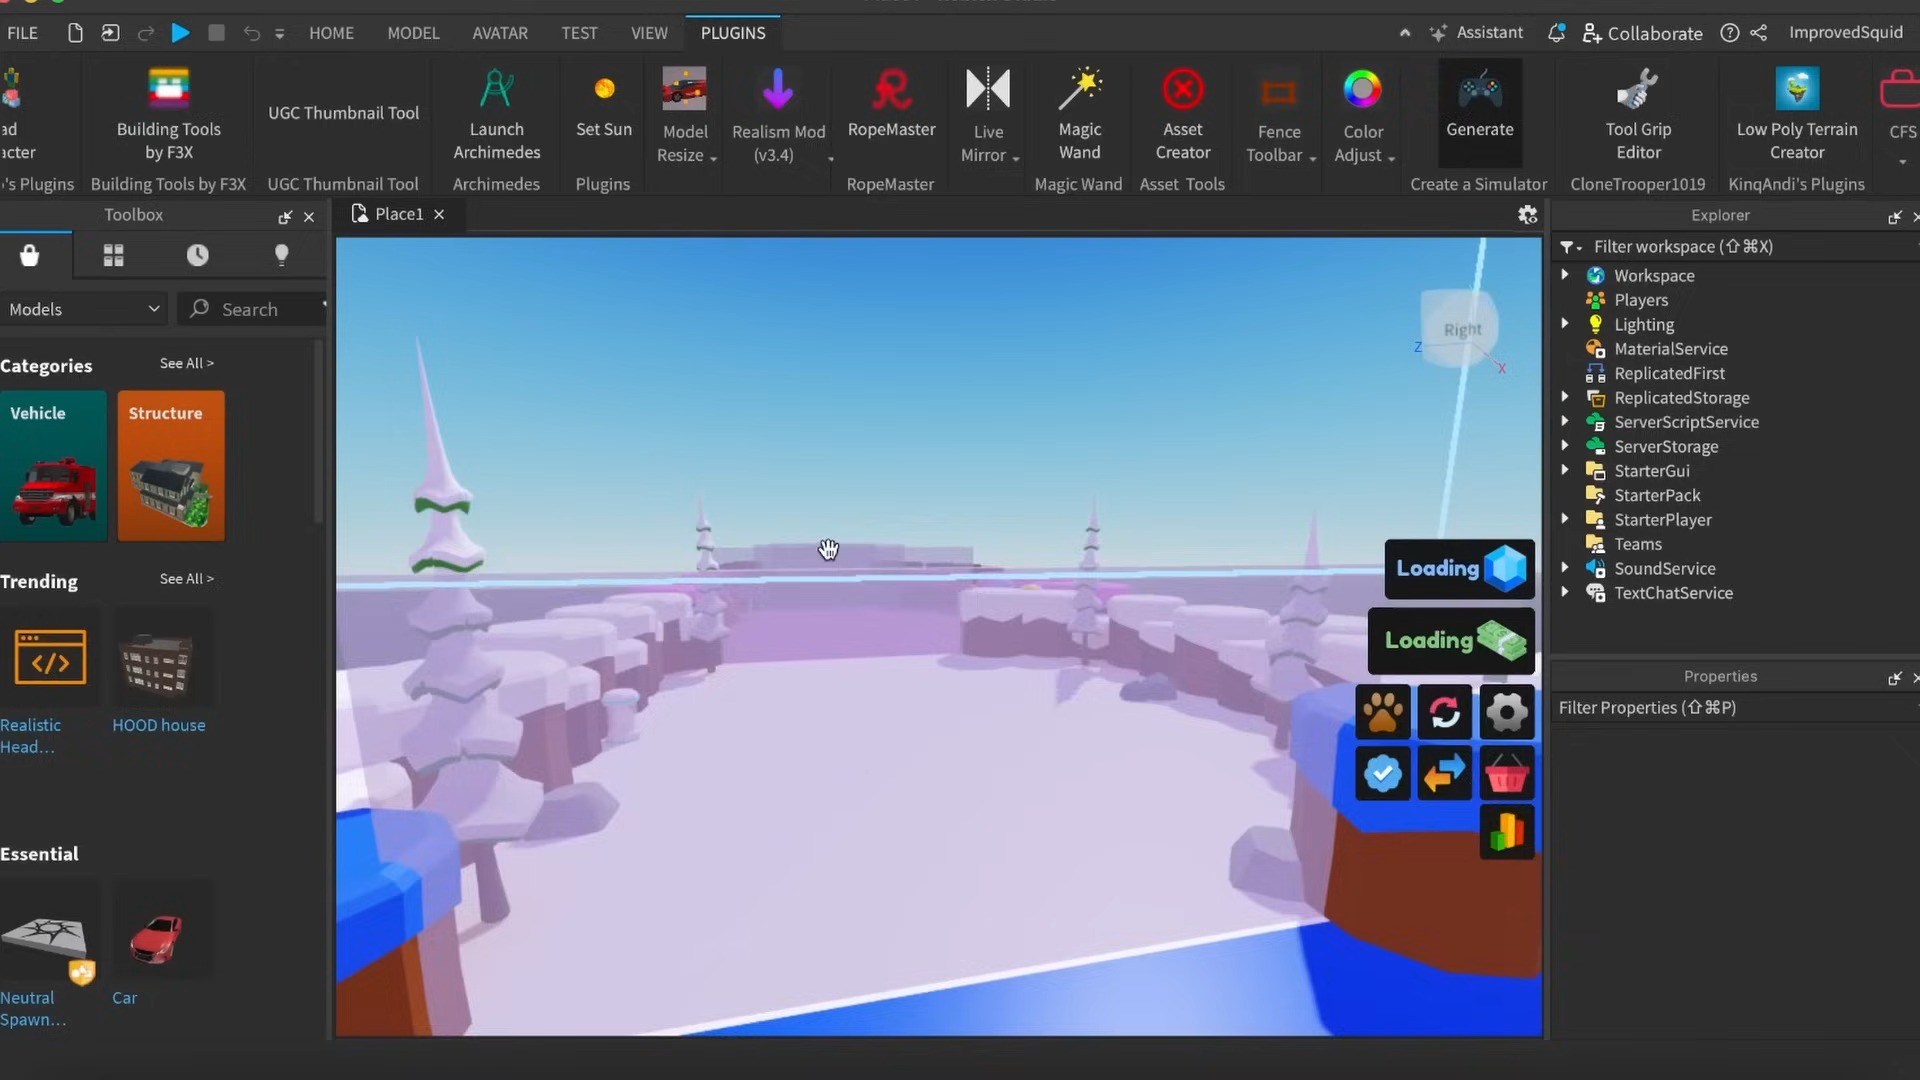 FILE
HOME
MODEL
AVATAR
TEST
VIEW
PLUGINS
Assistant
Collaborate
ImprovedSquid
ad
acter
's Plugins
Building Tools
by F3X
Building Tools by F3X
UGC Thumbnail Tool
UGC Thumbnail Tool
Launch
Archimedes
Archimedes
Set Sun
Plugins
Model
Resize
Realism Mod
(v3.4)
RopeMaster
RopeMaster
Live
Mirror
Magic
Wand
Magic Wand
Asset
Creator
Asset Tools
Fence
Toolbar
Color
Adjust
Generate
Create a Simulator
Tool Grip
Editor
CloneTrooper1019
Low Poly Terrain
Creator
KinqAndi's Plugins
CFS
Toolbox
Models
Search
Categories
See All >
Vehicle
Structure
Trending
See All >
Realistic
Head...
HOOD house
Essential
Neutral
Spawn...
Car
Place1
Right
Z
X
Loading
Loading
Explorer
Filter workspace (⇧⌘X)
Workspace
Players
Lighting
MaterialService
ReplicatedFirst
ReplicatedStorage
ServerScriptService
ServerStorage
StarterGui
StarterPack
StarterPlayer
Teams
SoundService
TextChatService
Properties
Filter Properties (⇧⌘P)